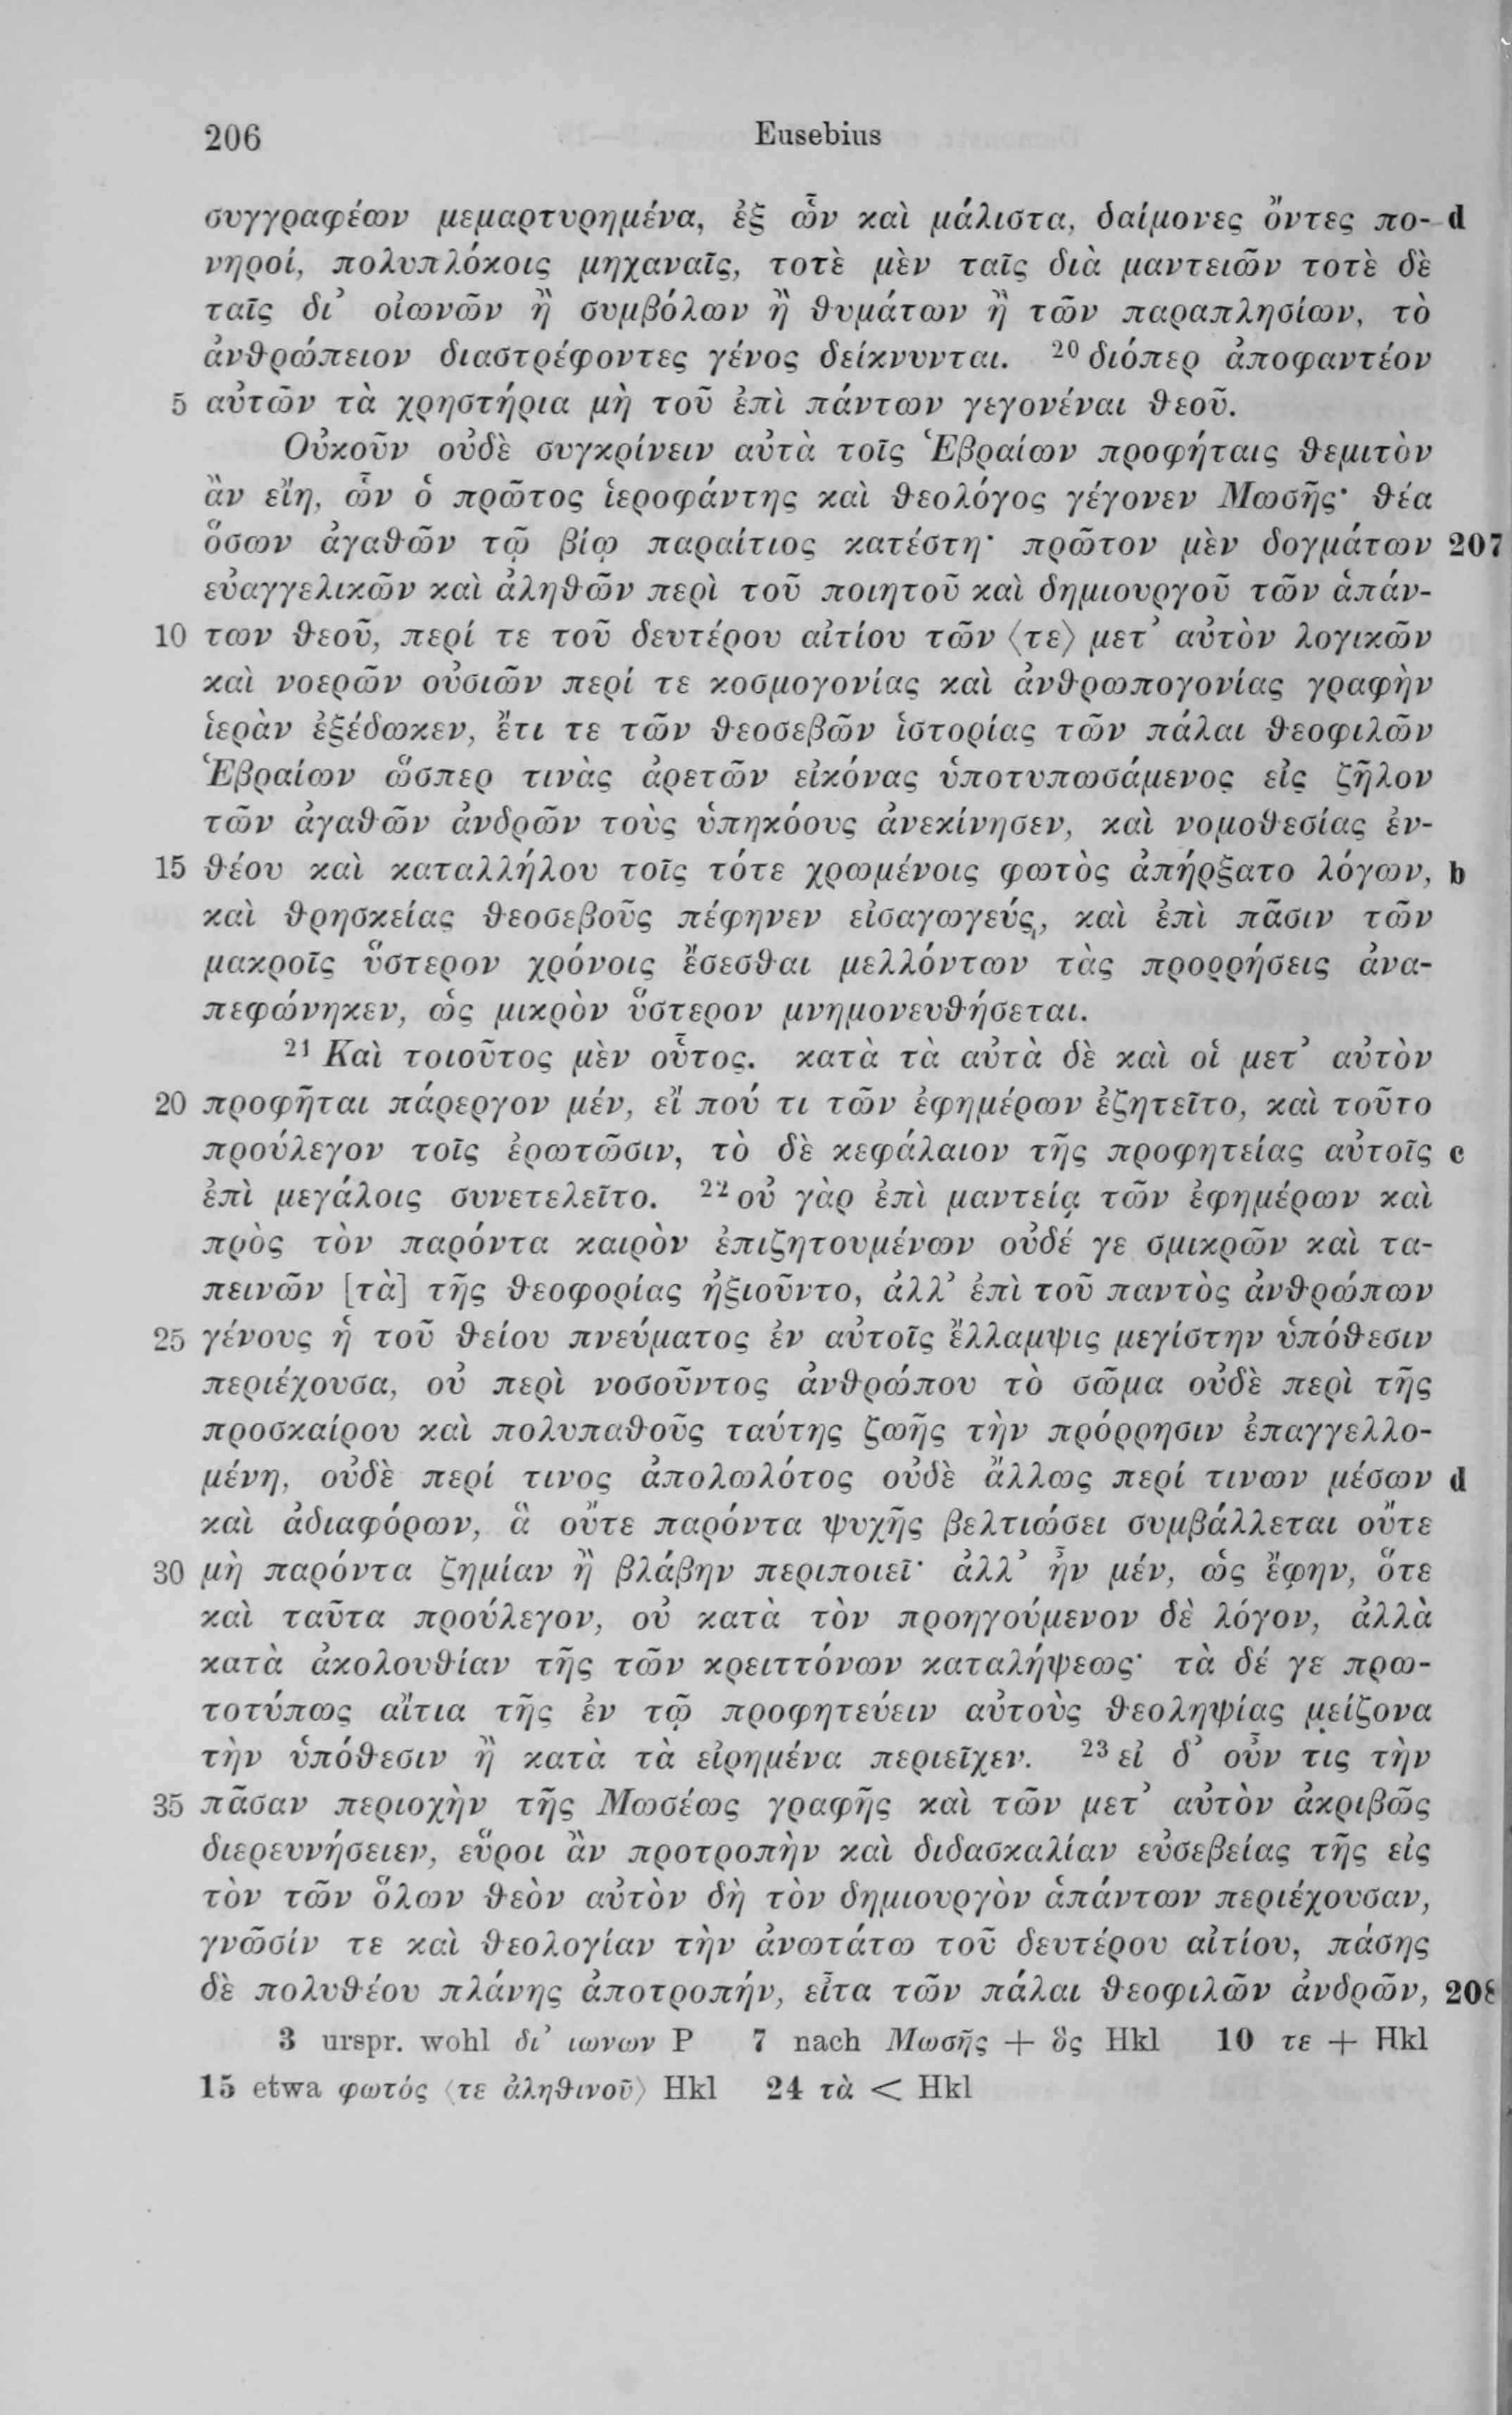 206 Eusebius
συγγραφέων μεμαρτυρημένα, ἐξ ὧν καὶ μάλιστα, δαίμονες ὄντες πο- d
νηροί, πολυπλόκοις μηχαναῖς, τοτὲ μὲν ταῖς διὰ μαντειῶν τοτὲ δὲ
ταῖς δι’ οἰωνῶν ἢ συμβόλων ἢ θυμάτων ἢ τῶν παραπλησίων, τὸ
ἀνθρώπειον διαστρέφοντες γένος δείκνυνται. 20 διόπερ ἀποφαντέον
5 αὐτῶν τὰ χρηστήρια μὴ τοῦ ἐπὶ πάντων γεγονέναι θεοῦ.
Οὐκοῦν οὐδὲ συγκρίνειν αὐτὰ τοῖς Ἑβραίων προφήταις θεμιτὸν
ἂν εἴη, ὧν ὁ πρῶτος ἱεροφάντης καὶ θεολόγος γέγονεν Μωσῆς· θέα
ὅσων ἀγαθῶν τῷ βίῳ παραίτιος κατέστη· πρῶτον μὲν δογμάτων 207
εὐαγγελικῶν καὶ ἀληθῶν περὶ τοῦ ποιητοῦ καὶ δημιουργοῦ τῶν ἁπάν-
10 των θεοῦ, περί τε τοῦ δευτέρου αἰτίου τῶν ⟨τε⟩ μετ’ αὐτὸν λογικῶν
καὶ νοερῶν οὐσιῶν περί τε κοσμογονίας καὶ ἀνθρωπογονίας γραφὴν
ἱερὰν ἐξέδωκεν, ἔτι τε τῶν θεοσεβῶν ἱστορίας τῶν πάλαι θεοφιλῶν
Ἑβραίων ὥσπερ τινὰς ἀρετῶν εἰκόνας ὑποτυπωσάμενος εἰς ζῆλον
τῶν ἀγαθῶν ἀνδρῶν τοὺς ὑπηκόους ἀνεκίνησεν, καὶ νομοθεσίας ἐν-
15 θέου καὶ καταλλήλου τοῖς τότε χρωμένοις φωτὸς ἀπήρξατο λόγων, b
καὶ θρησκείας θεοσεβοῦς πέφηνεν εἰσαγωγεύς, καὶ ἐπὶ πᾶσιν τῶν
μακροῖς ὕστερον χρόνοις ἔσεσθαι μελλόντων τὰς προρρήσεις ἀνα-
πεφώνηκεν, ὡς μικρὸν ὕστερον μνημονευθήσεται.
21 Καὶ τοιοῦτος μὲν οὗτος. κατὰ τὰ αὐτὰ δὲ καὶ οἱ μετ’ αὐτὸν
20 προφῆται πάρεργον μέν, εἴ πού τι τῶν ἐφημέρων ἐζητεῖτο, καὶ τοῦτο
προύλεγον τοῖς ἐρωτῶσιν, τὸ δὲ κεφάλαιον τῆς προφητείας αὐτοῖς c
ἐπὶ μεγάλοις συνετελεῖτο. 22 οὐ γὰρ ἐπὶ μαντείᾳ τῶν ἐφημέρων καὶ
πρὸς τὸν παρόντα καιρὸν ἐπιζητουμένων οὐδέ γε σμικρῶν καὶ τα-
πεινῶν [τὰ] τῆς θεοφορίας ἠξιοῦντο, ἀλλ’ ἐπὶ τοῦ παντὸς ἀνθρώπων
25 γένους ἡ τοῦ θείου πνεύματος ἐν αὐτοῖς ἔλλαμψις μεγίστην ὑπόθεσιν
περιέχουσα, οὐ περὶ νοσοῦντος ἀνθρώπου τὸ σῶμα οὐδὲ περὶ τῆς
προσκαίρου καὶ πολυπαθοῦς ταύτης ζωῆς τὴν πρόρρησιν ἐπαγγελλο-
μένη, οὐδὲ περί τινος ἀπολωλότος οὐδὲ ἄλλως περί τινων μέσων d
καὶ ἀδιαφόρων, ἃ οὔτε παρόντα ψυχῆς βελτιώσει συμβάλλεται οὔτε
30 μὴ παρόντα ζημίαν ἢ βλάβην περιποιεῖ· ἀλλ’ ἦν μέν, ὡς ἔφην, ὅτε
καὶ ταῦτα προύλεγον, οὐ κατὰ τὸν προηγούμενον δὲ λόγον, ἀλλὰ
κατὰ ἀκολουθίαν τῆς τῶν κρειττόνων καταλήψεως· τὰ δέ γε πρω-
τοτύπως αἴτια τῆς ἐν τῷ προφητεύειν αὐτοὺς θεοληψίας μείζονα
τὴν ὑπόθεσιν ἢ κατὰ τὰ εἰρημένα περιεῖχεν. 23 εἰ δ’ οὖν τις τὴν
35 πᾶσαν περιοχὴν τῆς Μωσέως γραφῆς καὶ τῶν μετ’ αὐτὸν ἀκριβῶς
διερευνήσειεν, εὕροι ἂν προτροπὴν καὶ διδασκαλίαν εὐσεβείας τῆς εἰς
τὸν τῶν ὅλων θεὸν αὐτὸν δὴ τὸν δημιουργὸν ἁπάντων περιέχουσαν,
γνῶσίν τε καὶ θεολογίαν τὴν ἀνωτάτω τοῦ δευτέρου αἰτίου, πάσης
δὲ πολυθέου πλάνης ἀποτροπήν, εἶτα τῶν πάλαι θεοφιλῶν ἀνδρῶν, 208
3 urspr. wohl δι’ ιωνων P 7 nach Μωσῆς + ὃς Hkl 10 τε + Hkl
15 etwa φωτός ⟨τε ἀληθινοῦ⟩ Hkl 24 τὰ < Hkl